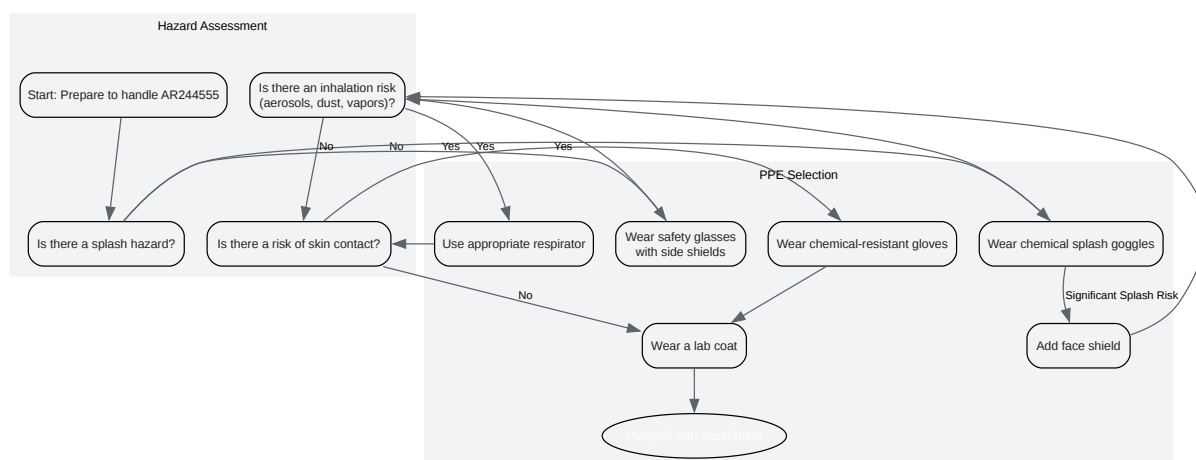 Hazard Assessment
Start: Prepare to handle AR244555
Is there an inhalation risk
(aerosols, dust, vapors)?
No
No
Yes
Yes
Yes
PPE Selection
Is there a splash hazard?
Is there a risk of skin contact?
Use appropriate respirator
Wear safety glasses
with side shields
Wear chemical-resistant gloves
Wear chemical splash goggles
No
Significant Splash Risk
Wear a lab coat
Add face shield
Proceed with experiment